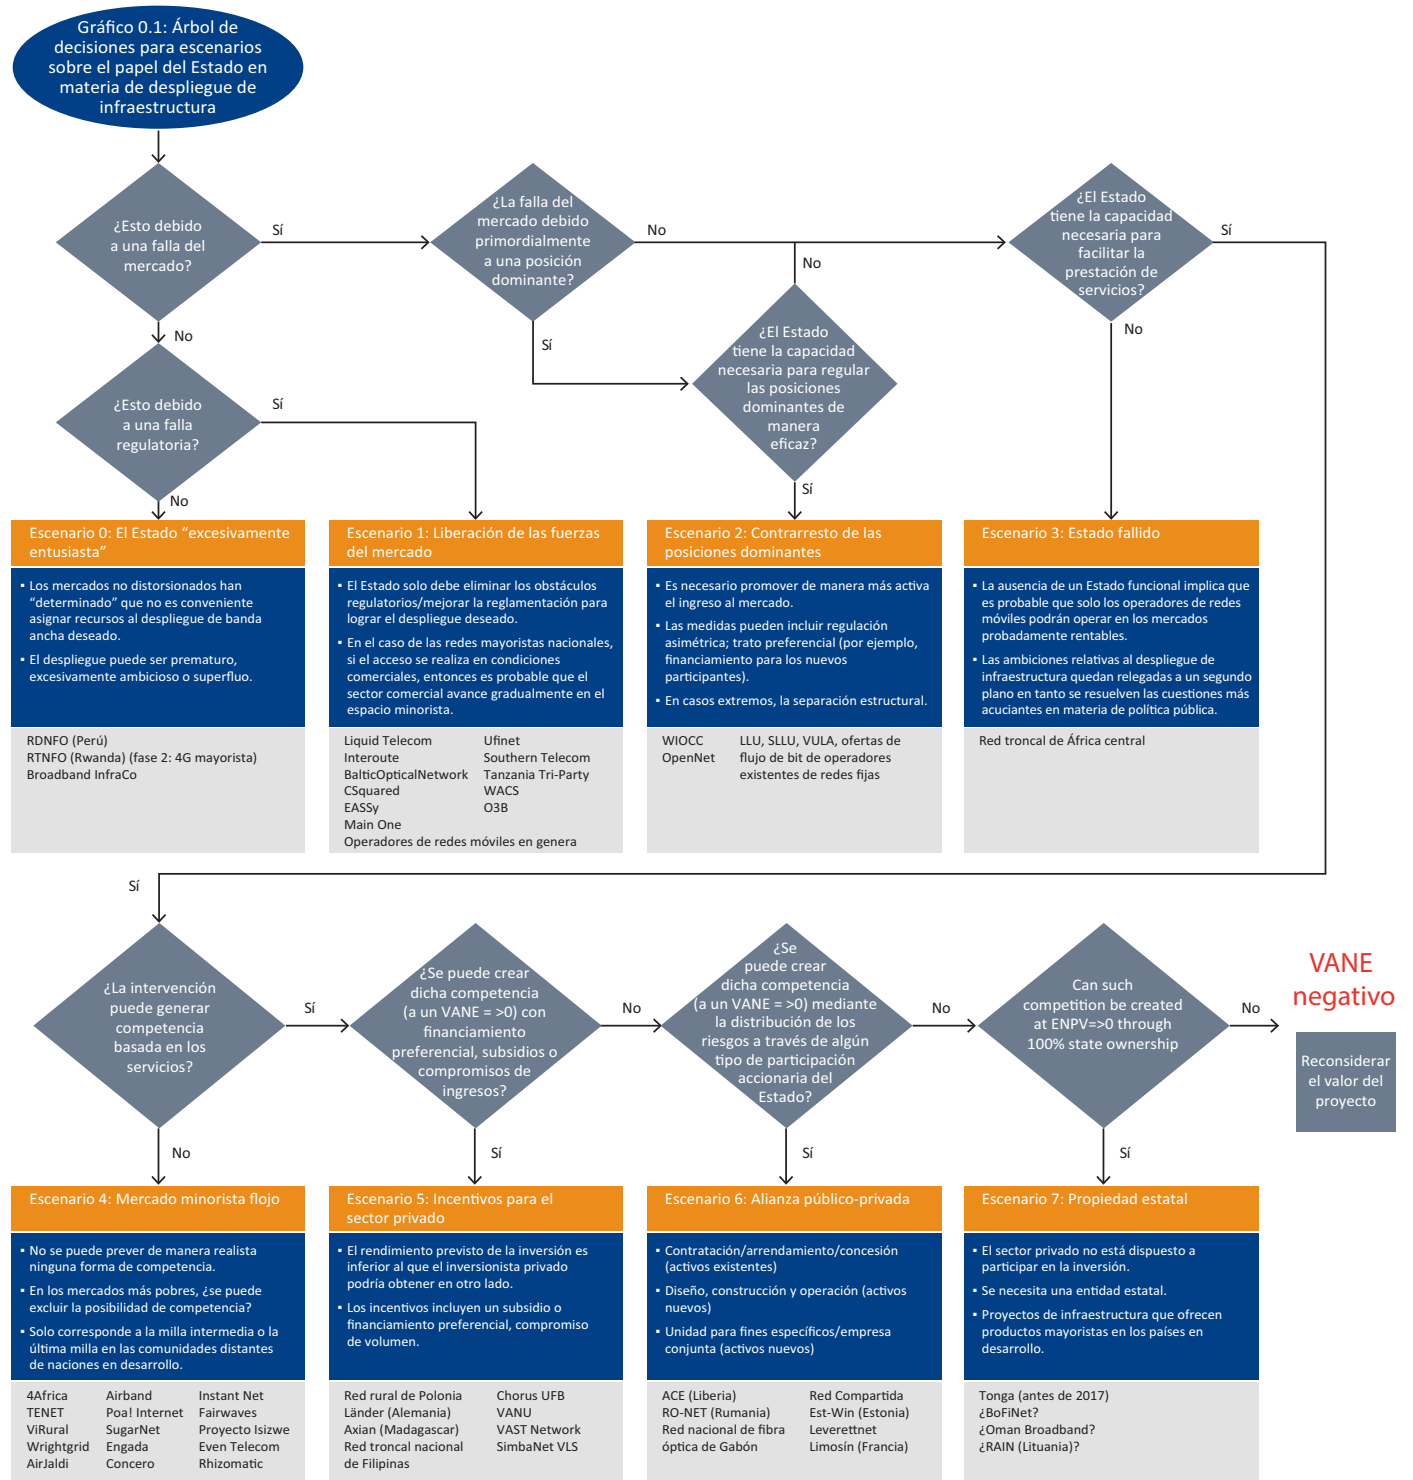 Gráfico 0.1: Árbol de
decisiones para escenarios
sobre el papel del Estado en
materia de despliegue de
infraestructura
¿Esto debido
a una falla del
mercado?
Sí
¿La falla del
mercado debido
primordialmente
a una posición
dominante?
No
No
¿El Estado
tiene la capacidad
necesaria para
facilitar la
prestación de
servicios?
Sí
No
Sí
No
¿El Estado
tiene la capacidad
necesaria para regular
las posiciones
dominantes de
manera
eficaz?
Sí
¿Esto debido
a una falla
regulatoria?
Sí
No
Escenario 0: El Estado “excesivamente
entusiasta”
▪ Los mercados no distorsionados han
“determinado” que no es conveniente
asignar recursos al despliegue de banda
ancha deseado.
▪ El despliegue puede ser prematuro,
excesivamente ambicioso o superfluo.
RDNFO (Perú)
RTNFO (Rwanda) (fase 2: 4G mayorista)
Broadband InfraCo
Escenario 1: Liberación de las fuerzas
del mercado
▪ El Estado solo debe eliminar los obstáculos
regulatorios/mejorar la reglamentación para
lograr el despliegue deseado.
▪ En el caso de las redes mayoristas nacionales,
si el acceso se realiza en condiciones
comerciales, entonces es probable que el
sector comercial avance gradualmente en el
espacio minorista.
Liquid Telecom
Interoute
BalticOpticalNetwork
CSquared
EASSy
Main One
Ufinet
Southern Telecom
Tanzania Tri-Party
WACS
O3B
Operadores de redes móviles en genera
Escenario 2: Contrarresto de las
posiciones dominantes
▪ Es necesario promover de manera más activa
el ingreso al mercado.
▪ Las medidas pueden incluir regulación
asimétrica; trato preferencial (por ejemplo,
financiamiento para los nuevos
participantes).
▪ En casos extremos, la separación estructural.
WIOCC
OpenNet
LLU, SLLU, VULA, ofertas de
flujo de bit de operadores
existentes de redes fijas
Escenario 3: Estado fallido
▪ La ausencia de un Estado funcional implica que
es probable que solo los operadores de redes
móviles podrán operar en los mercados
probadamente rentables.
▪ Las ambiciones relativas al despliegue de
infraestructura quedan relegadas a un segundo
plano en tanto se resuelven las cuestiones más
acuciantes en materia de política pública.
Red troncal de África central
Sí
¿La intervención
puede generar
competencia
basada en los
servicios?
Sí
No
¿Se puede crear
dicha competencia
(a un VANE = >0) con
financiamiento
preferencial, subsidios o
compromisos de
ingresos?
No
Sí
¿Se
puede crear
dicha competencia
(a un VANE = >0) mediante
la distribución de los
riesgos a través de algún
tipo de participación
accionaria del
Estado?
No
Sí
Can such
competition be created
at ENPV=>0 through
100% state ownership
No
Sí
VANE
negativo
Reconsiderar
el valor del
proyecto
Escenario 4: Mercado minorista flojo
▪ No se puede prever de manera realista
ninguna forma de competencia.
▪ En los mercados más pobres, ¿se puede
excluir la posibilidad de competencia?
▪ Solo corresponde a la milla intermedia o la
última milla en las comunidades distantes
de naciones en desarrollo.
4Africa
TENET
ViRural
Wrightgrid
AirJaldi
Airband
Poa! Internet
SugarNet
Engada
Concero
Instant Net
Fairwaves
Proyecto Isizwe
Even Telecom
Rhizomatic
Escenario 5: Incentivos para el
sector privado
▪ El rendimiento previsto de la inversión es
inferior al que el inversionista privado
podría obtener en otro lado.
▪ Los incentivos incluyen un subsidio o
financiamiento preferencial, compromiso
de volumen.
Red rural de Polonia
Länder (Alemania)
Axian (Madagascar)
Red troncal nacional
de Filipinas
Chorus UFB
VANU
VAST Network
SimbaNet VLS
Escenario 6: Alianza público-privada
▪ Contratación/arrendamiento/concesión
(activos existentes)
▪ Diseño, construcción y operación (activos
nuevos)
▪ Unidad para fines específicos/empresa
conjunta (activos nuevos)
ACE (Liberia)
RO-NET (Rumania)
Red nacional de fibra
óptica de Gabón
Red Compartida
Est-Win (Estonia)
Leverettnet
Limosín (Francia)
Escenario 7: Propiedad estatal
▪ El sector privado no está dispuesto a
participar en la inversión.
▪ Se necesita una entidad estatal.
▪ Proyectos de infraestructura que ofrecen
productos mayoristas en los países en
desarrollo.
Tonga (antes de 2017)
¿BoFiNet?
¿Oman Broadband?
¿RAIN (Lituania)?